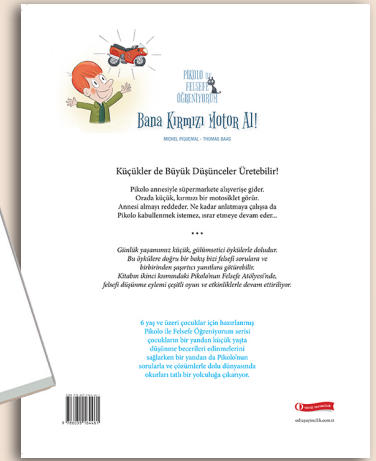 PİKOLO İLE
FELSEFE
ÖĞRENİYORUM
Bana Kırmızı Motor Al!
MICHEL PIQUEMAL - THOMAS BAAS
Küçükler de Büyük Düşünceler Üretebilir!
Pikolo annesiyle süpermarkete alışverişe gider.
Orada küçük, kırmızı bir motosiklet görür.
Annesi almayı reddeder. Ne kadar anlatmaya çalışsa da
Pikolo kabullenmek istemez, ısrar etmeye devam eder...
• • •
Günlük yaşamımız küçük, gülümsetici öykülerle doludur.
Bu öykülere doğru bir bakış bizi felsefi sorulara ve
birbirinden şaşırtıcı yanıtlara götürebilir.
Kitabın ikinci kısmındaki Pikolo'nun Felsefe Atölyesi'nde,
felsefi düşünme eylemi çeşitli oyun ve etkinliklerle devam ettiriliyor.
6 yaş ve üzeri çocuklar için hazırlanmış
Pikolo ile Felsefe Öğreniyorum serisi
çocukların bir yandan küçük yaşta
düşünme becerileri edinmelerini
sağlarken bir yandan da Pikolo'nun
sorularla ve çözümlerle dolu dünyasında
okurları tatlı bir yolculuğa çıkarıyor.